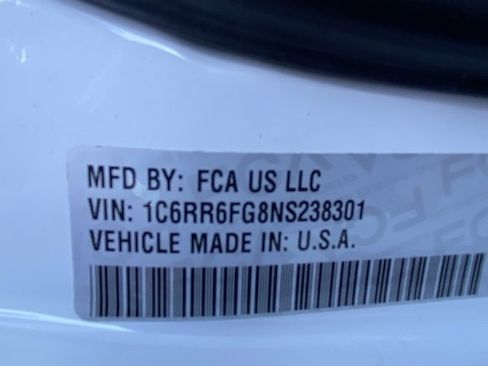 MFD BY: FCA US LLC
VIN: 1C6RR6FG8NS238301
VEHICLE MADE IN: U.S.A.